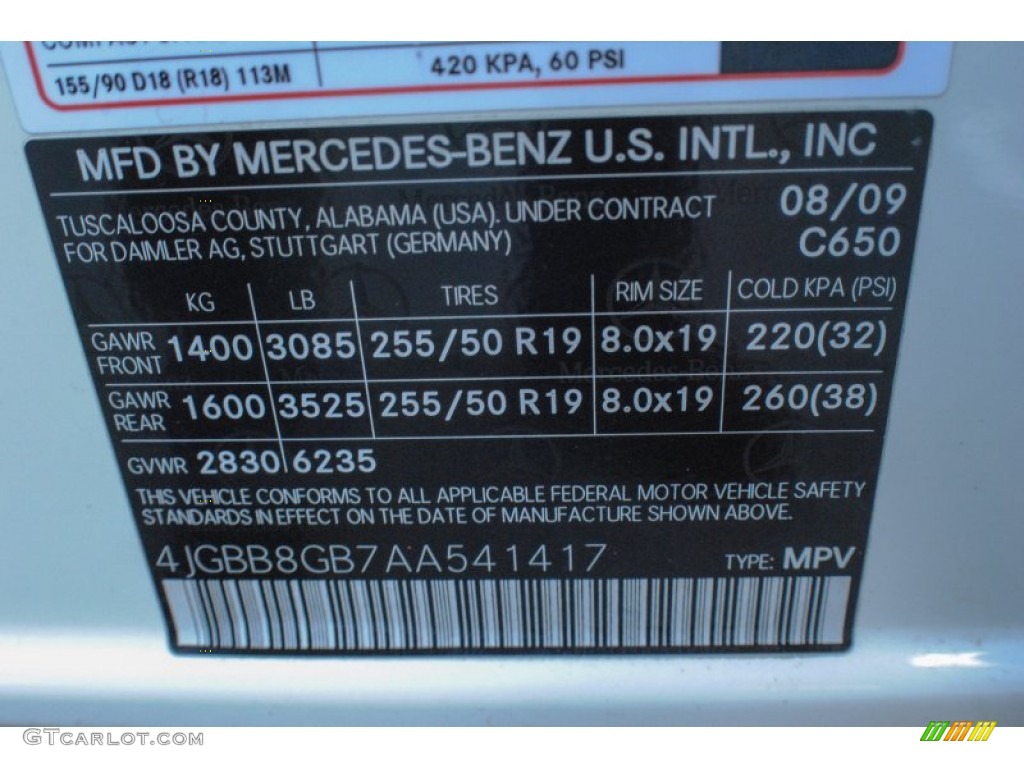 155/90 D18 (R18) 113M 420 KPA, 60 PSI
MFD BY MERCEDES-BENZ U.S. INTL., INC
TUSCALOOSA COUNTY, ALABAMA (USA). UNDER CONTRACT 08/09
FOR DAIMLER AG, STUTTGART (GERMANY) C650
KG LB TIRES RIM SIZE COLD KPA (PSI)
GAWR FRONT 1400 3085 255/50 R19 8.0x19 220(32)
GAWR REAR 1600 3525 255/50 R19 8.0x19 260(38)
GVWR 2830 6235
THIS VEHICLE CONFORMS TO ALL APPLICABLE FEDERAL MOTOR VEHICLE SAFETY
STANDARDS IN EFFECT ON THE DATE OF MANUFACTURE SHOWN ABOVE.
4JGBB8GB7AA541417 TYPE: MPV
GTCarLot.com